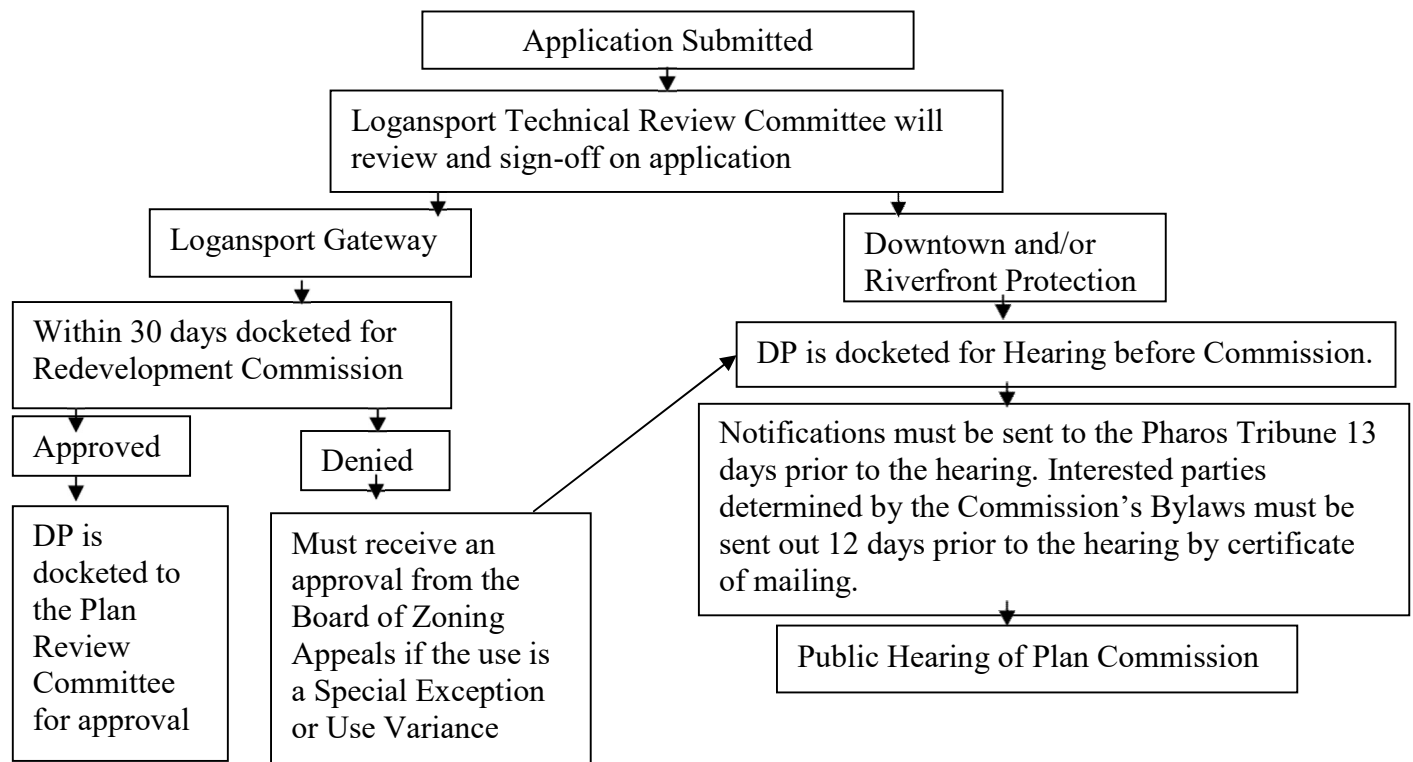 Application Submitted
Logansport Technical Review Committee will
review and sign-off on application
Logansport Gateway
Downtown and/or
Riverfront Protection
Within 30 days docketed for
Redevelopment Commission
DP is docketed for Hearing before Commission.
Approved
Denied
Notifications must be sent to the Pharos Tribune 13
days prior to the hearing. Interested parties
determined by the Commission’s Bylaws must be
sent out 12 days prior to the hearing by certificate
of mailing.
DP is
docketed to
the Plan
Review
Committee
for approval
Must receive an
approval from the
Board of Zoning
Appeals if the use is
a Special Exception
or Use Variance
Public Hearing of Plan Commission